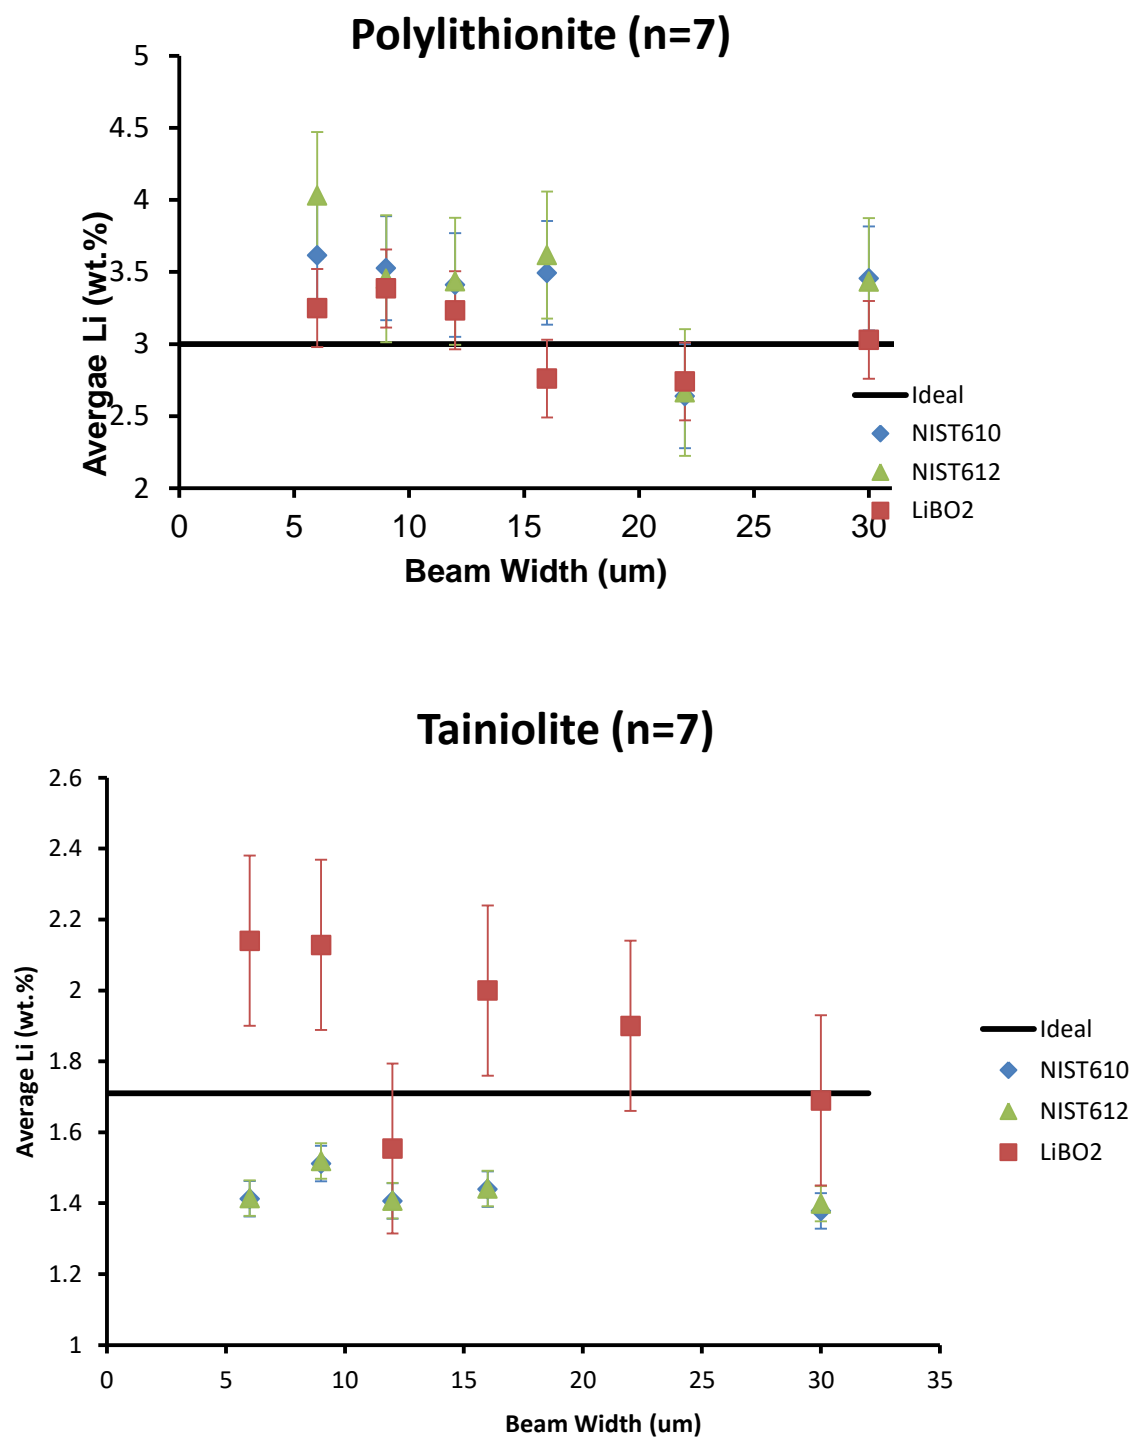 Polylithionite (n=7)
5
4.5
4
3.5
3
2.5
2
Avergae Li (wt.%)
0 5 10 15 20 25 30
Beam Width (um)
Ideal
NIST610
NIST612
LiBO2
Tainiolite (n=7)
2.6
2.4
2.2
2
1.8
1.6
1.4
1.2
1
Average Li (wt.%)
0 5 10 15 20 25 30 35
Beam Width (um)
Ideal
NIST610
NIST612
LiBO2